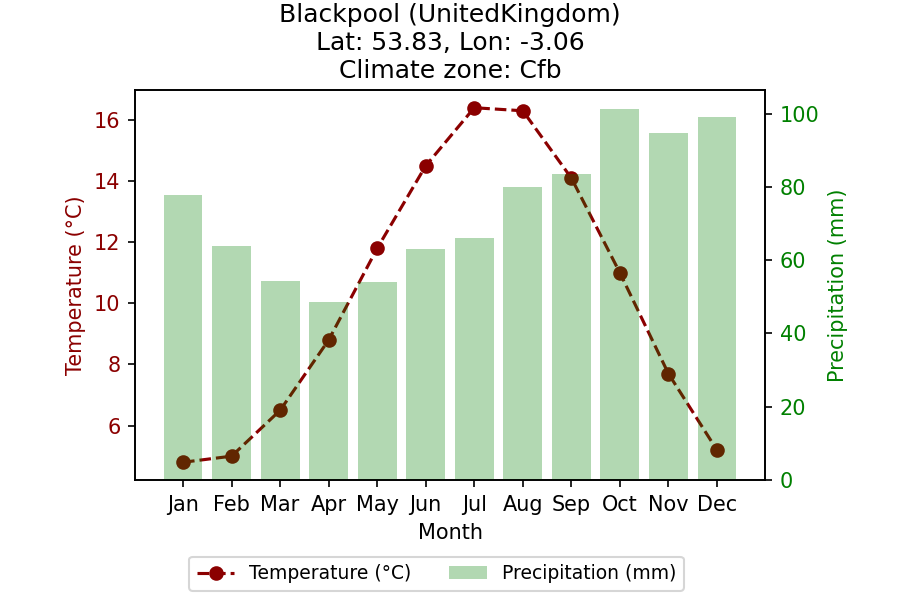 Blackpool (UnitedKingdom)
Lat: 53.83, Lon: -3.06
Climate zone: Cfb
Temperature (°C)
16
14
12
10
8
6
100
80
60
40
20
0
Precipitation (mm)
Jan Feb Mar Apr May Jun Jul Aug Sep Oct Nov Dec
Month
Temperature (°C) Precipitation (mm)